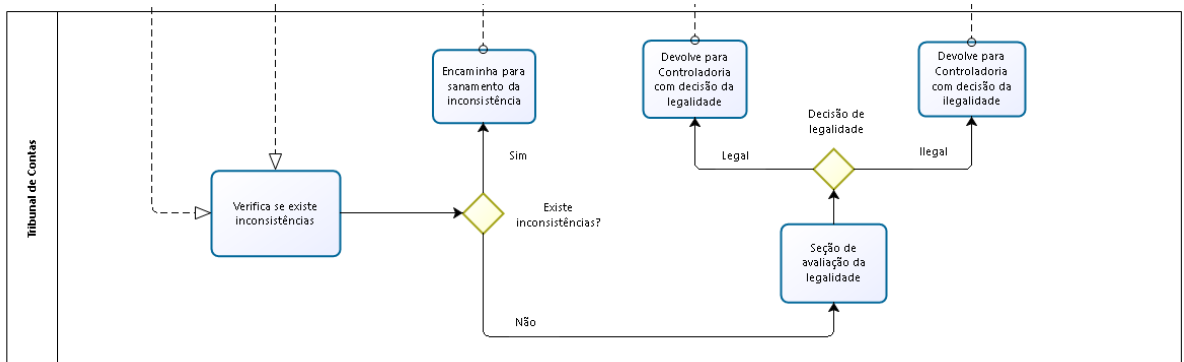 Tribunal de Contas
Verifica se existe
inconsistências
Existe
inconsistências?
Sim
Encaminha para
sanamento da
inconsistência
Não
Seção de
avaliação da
legalidade
Decisão de
legalidade
Legal
Devolve para
Controladoria
com decisão da
legalidade
Ilegal
Devolve para
Controladoria
com decisão da
ilegalidade